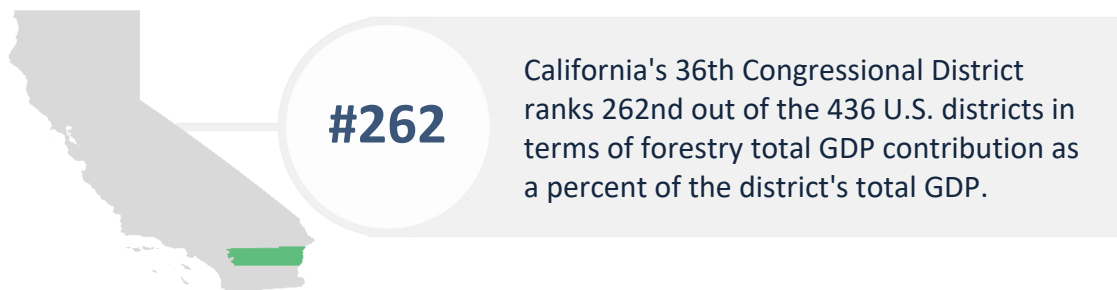 #262
California's 36th Congressional District
ranks 262nd out of the 436 U.S. districts in
terms of forestry total GDP contribution as
a percent of the district's total GDP.